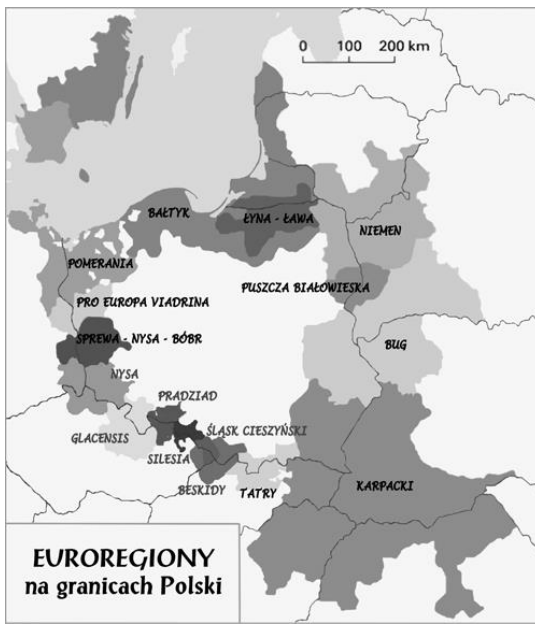 0 100 200 km
BAŁTYK
ŁYNA - ŁAWA
NIEMEN
POMERANIA
PUSZCZA BIAŁOWIESKA
PRO EUROPA VIADRINA
SPREWA - NYSA - BÓBR
BUG
NYSA
PRADZIAD
GLACENSIS
ŚLĄSK CIESZYŃSKI
SILESIA
BESKIDY
TATRY
KARPACKI
EUROREGIONY
na granicach Polski